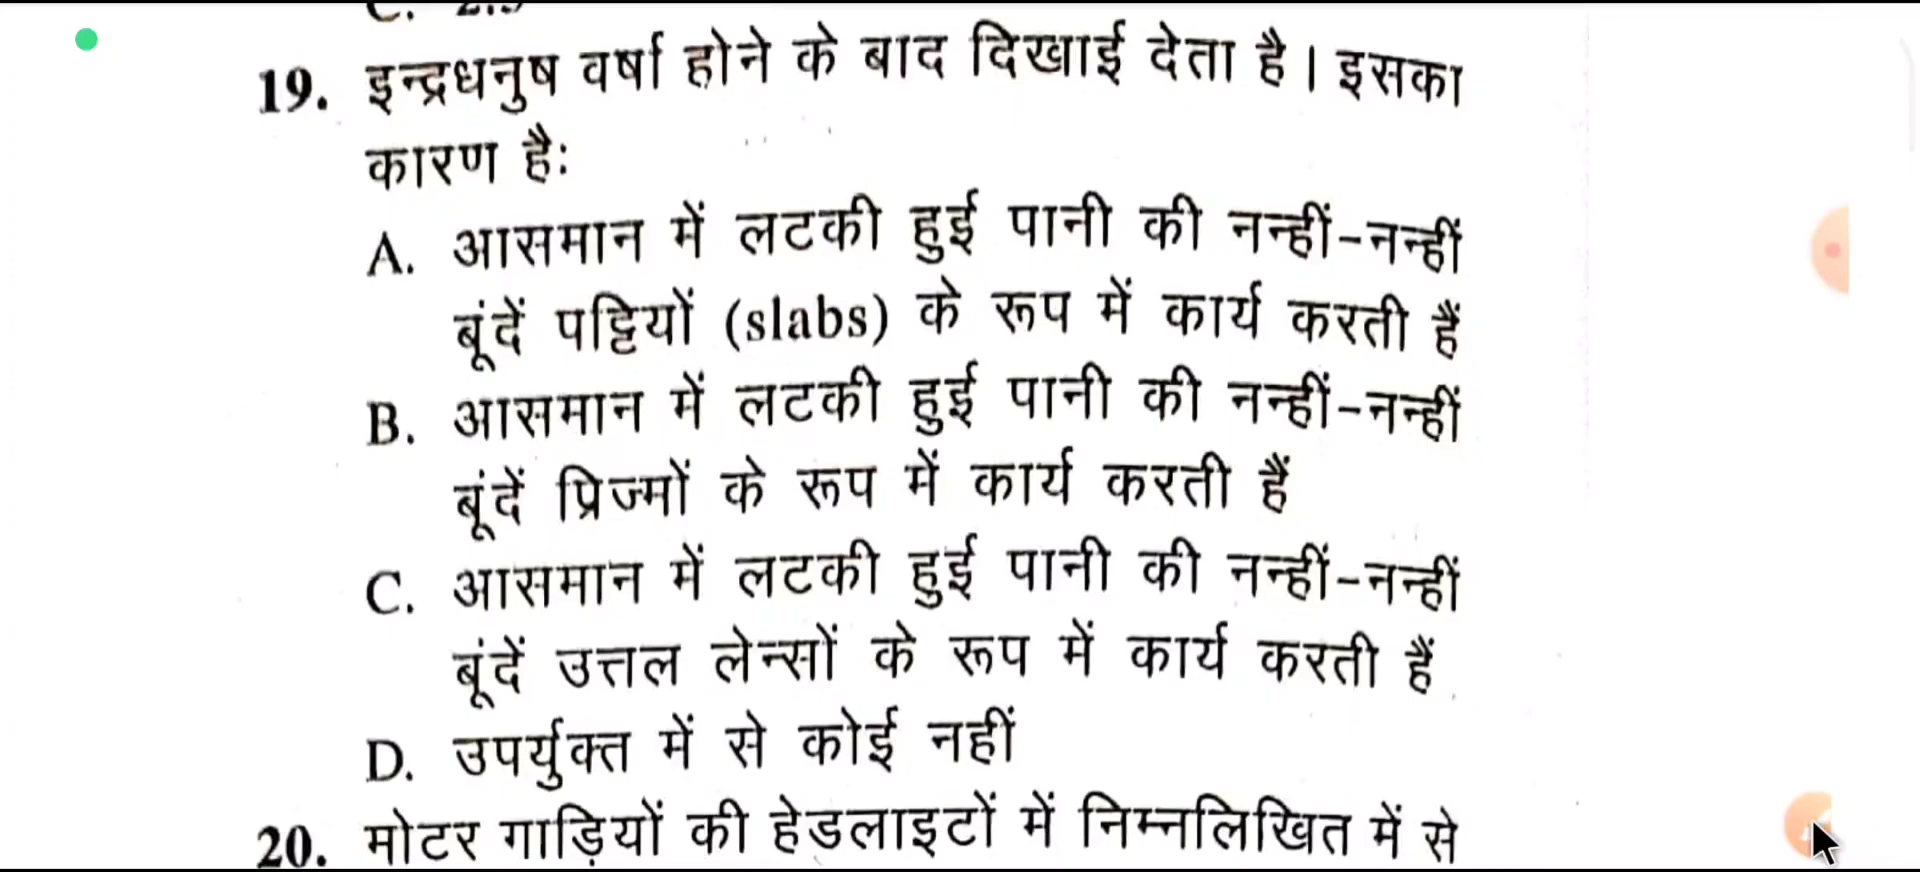 19. इन्द्रधनुष वर्षा होने के बाद दिखाई देता है। इसका
कारण है:
A. आसमान में लटकी हुई पानी की नन्हीं-नन्हीं
बूंदें पट्टियों (slabs) के रूप में कार्य करती हैं
B. आसमान में लटकी हुई पानी की नन्हीं-नन्हीं
बूंदें प्रिज्मों के रूप में कार्य करती हैं
C. आसमान में लटकी हुई पानी की नन्हीं-नन्हीं
बूंदें उत्तल लेन्सों के रूप में कार्य करती हैं
D. उपर्युक्त में से कोई नहीं
20. मोटर गाड़ियों की हेडलाइटों में निम्नलिखित में से